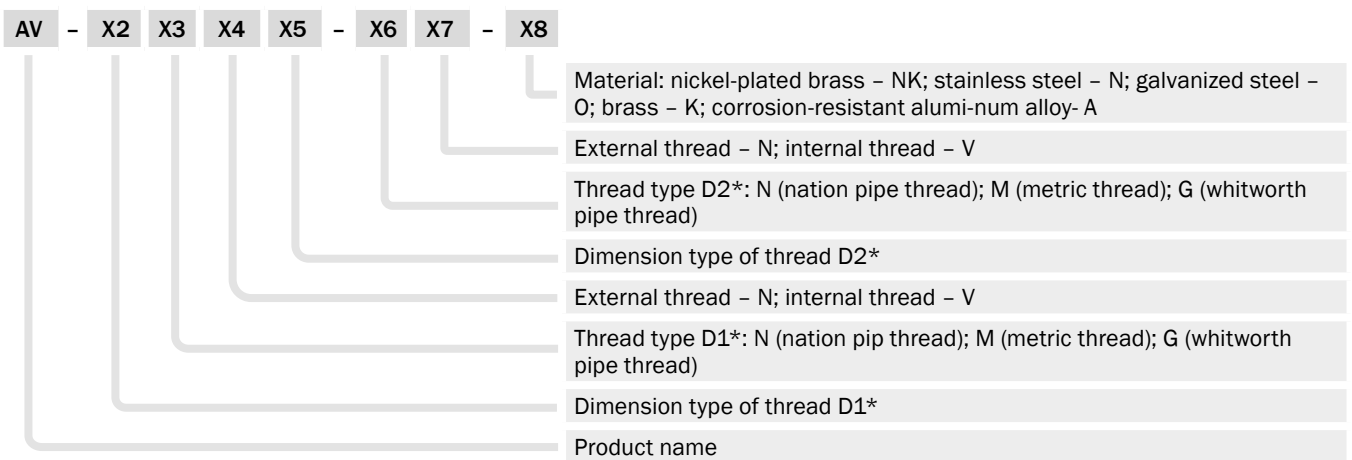 AV – X2 X3 X4 X5 – X6 X7 – X8
Material: nickel-plated brass – NK; stainless steel – N; galvanized steel –
O; brass – K; corrosion-resistant alumi-num alloy- A
External thread – N; internal thread – V
Thread type D2*: N (nation pipe thread); M (metric thread); G (whitworth
pipe thread)
Dimension type of thread D2*
External thread – N; internal thread – V
Thread type D1*: N (nation pip thread); M (metric thread); G (whitworth
pipe thread)
Dimension type of thread D1*
Product name